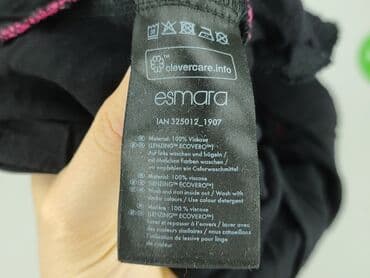 clevercare.info
esmara
IAN 325012_1907
Material: 100% Viskose
(LENZING™ ECOVERO™)
Auf links waschen und bügeln /
mit ähnlichen Farben waschen /
wir empfehlen ein Colorwaschmittel
Material: 100% viscose
(LENZING™ ECOVERO™)
Wash and iron inside out / Wash with
similar colours / Use colour detergent
Matière : 100 % viscose
(LENZING™ ECOVERO™)
laver et repasser à l'envers / laver avec
des couleurs similaires / nous conseillons
l'utilisation de lessive pour linge
de couleur